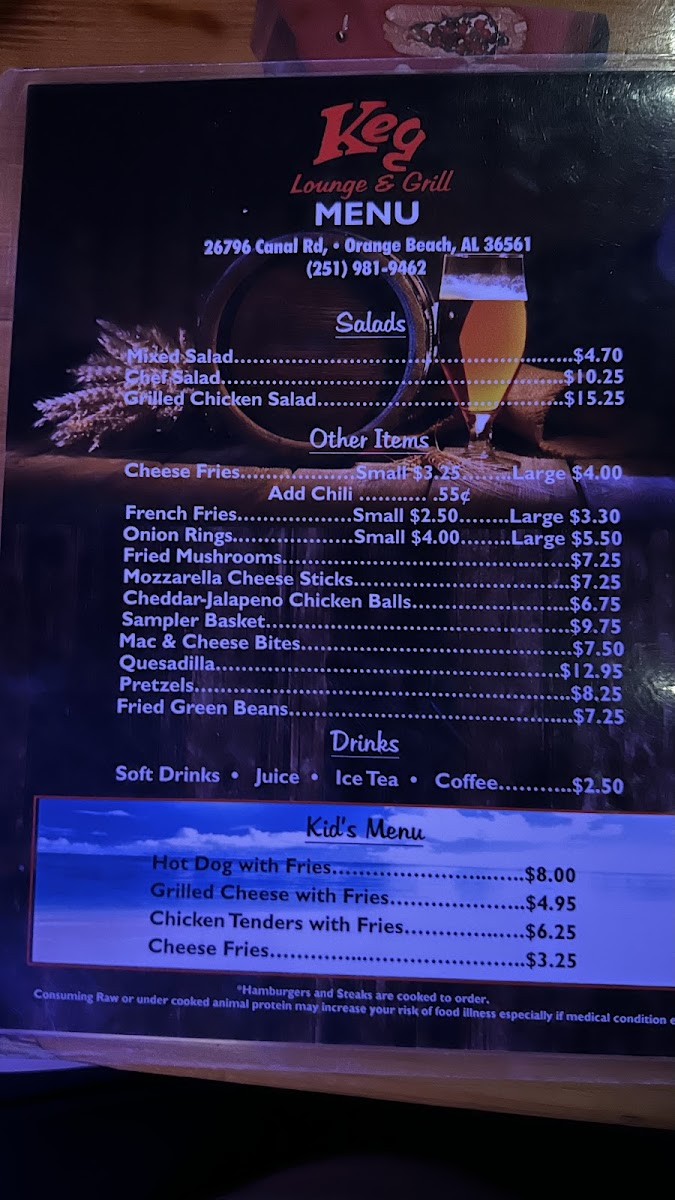 Keg
Lounge & Grill
MENU
26796 Canal Rd, • Orange Beach, AL 36561
(251) 981-9462
Salads
Mixed Salad..................................................$4.70
Chef Salad..................................................$10.25
Grilled Chicken Salad..................................$15.25
Other Items
Cheese Fries.................Small $3.25........Large $4.00
Add Chili ........... .55¢
French Fries.................Small $2.50........Large $3.30
Onion Rings.................Small $4.00........Large $5.50
Fried Mushrooms..........................................$7.25
Mozzarella Cheese Sticks...............................$7.25
Cheddar-Jalapeno Chicken Balls.......................$6.75
Sampler Basket............................................$9.75
Mac & Cheese Bites.......................................$7.50
Quesadilla..................................................$12.95
Pretzels.....................................................$8.25
Fried Green Beans.........................................$7.25
Drinks
Soft Drinks • Juice • Ice Tea • Coffee...........$2.50
Kid's Menu
Hot Dog with Fries............................$8.00
Grilled Cheese with Fries....................$4.95
Chicken Tenders with Fries..................$6.25
Cheese Fries.....................................$3.25
*Hamburgers and Steaks are cooked to order.
Consuming Raw or under cooked animal protein may increase your risk of food illness especially if medical condition